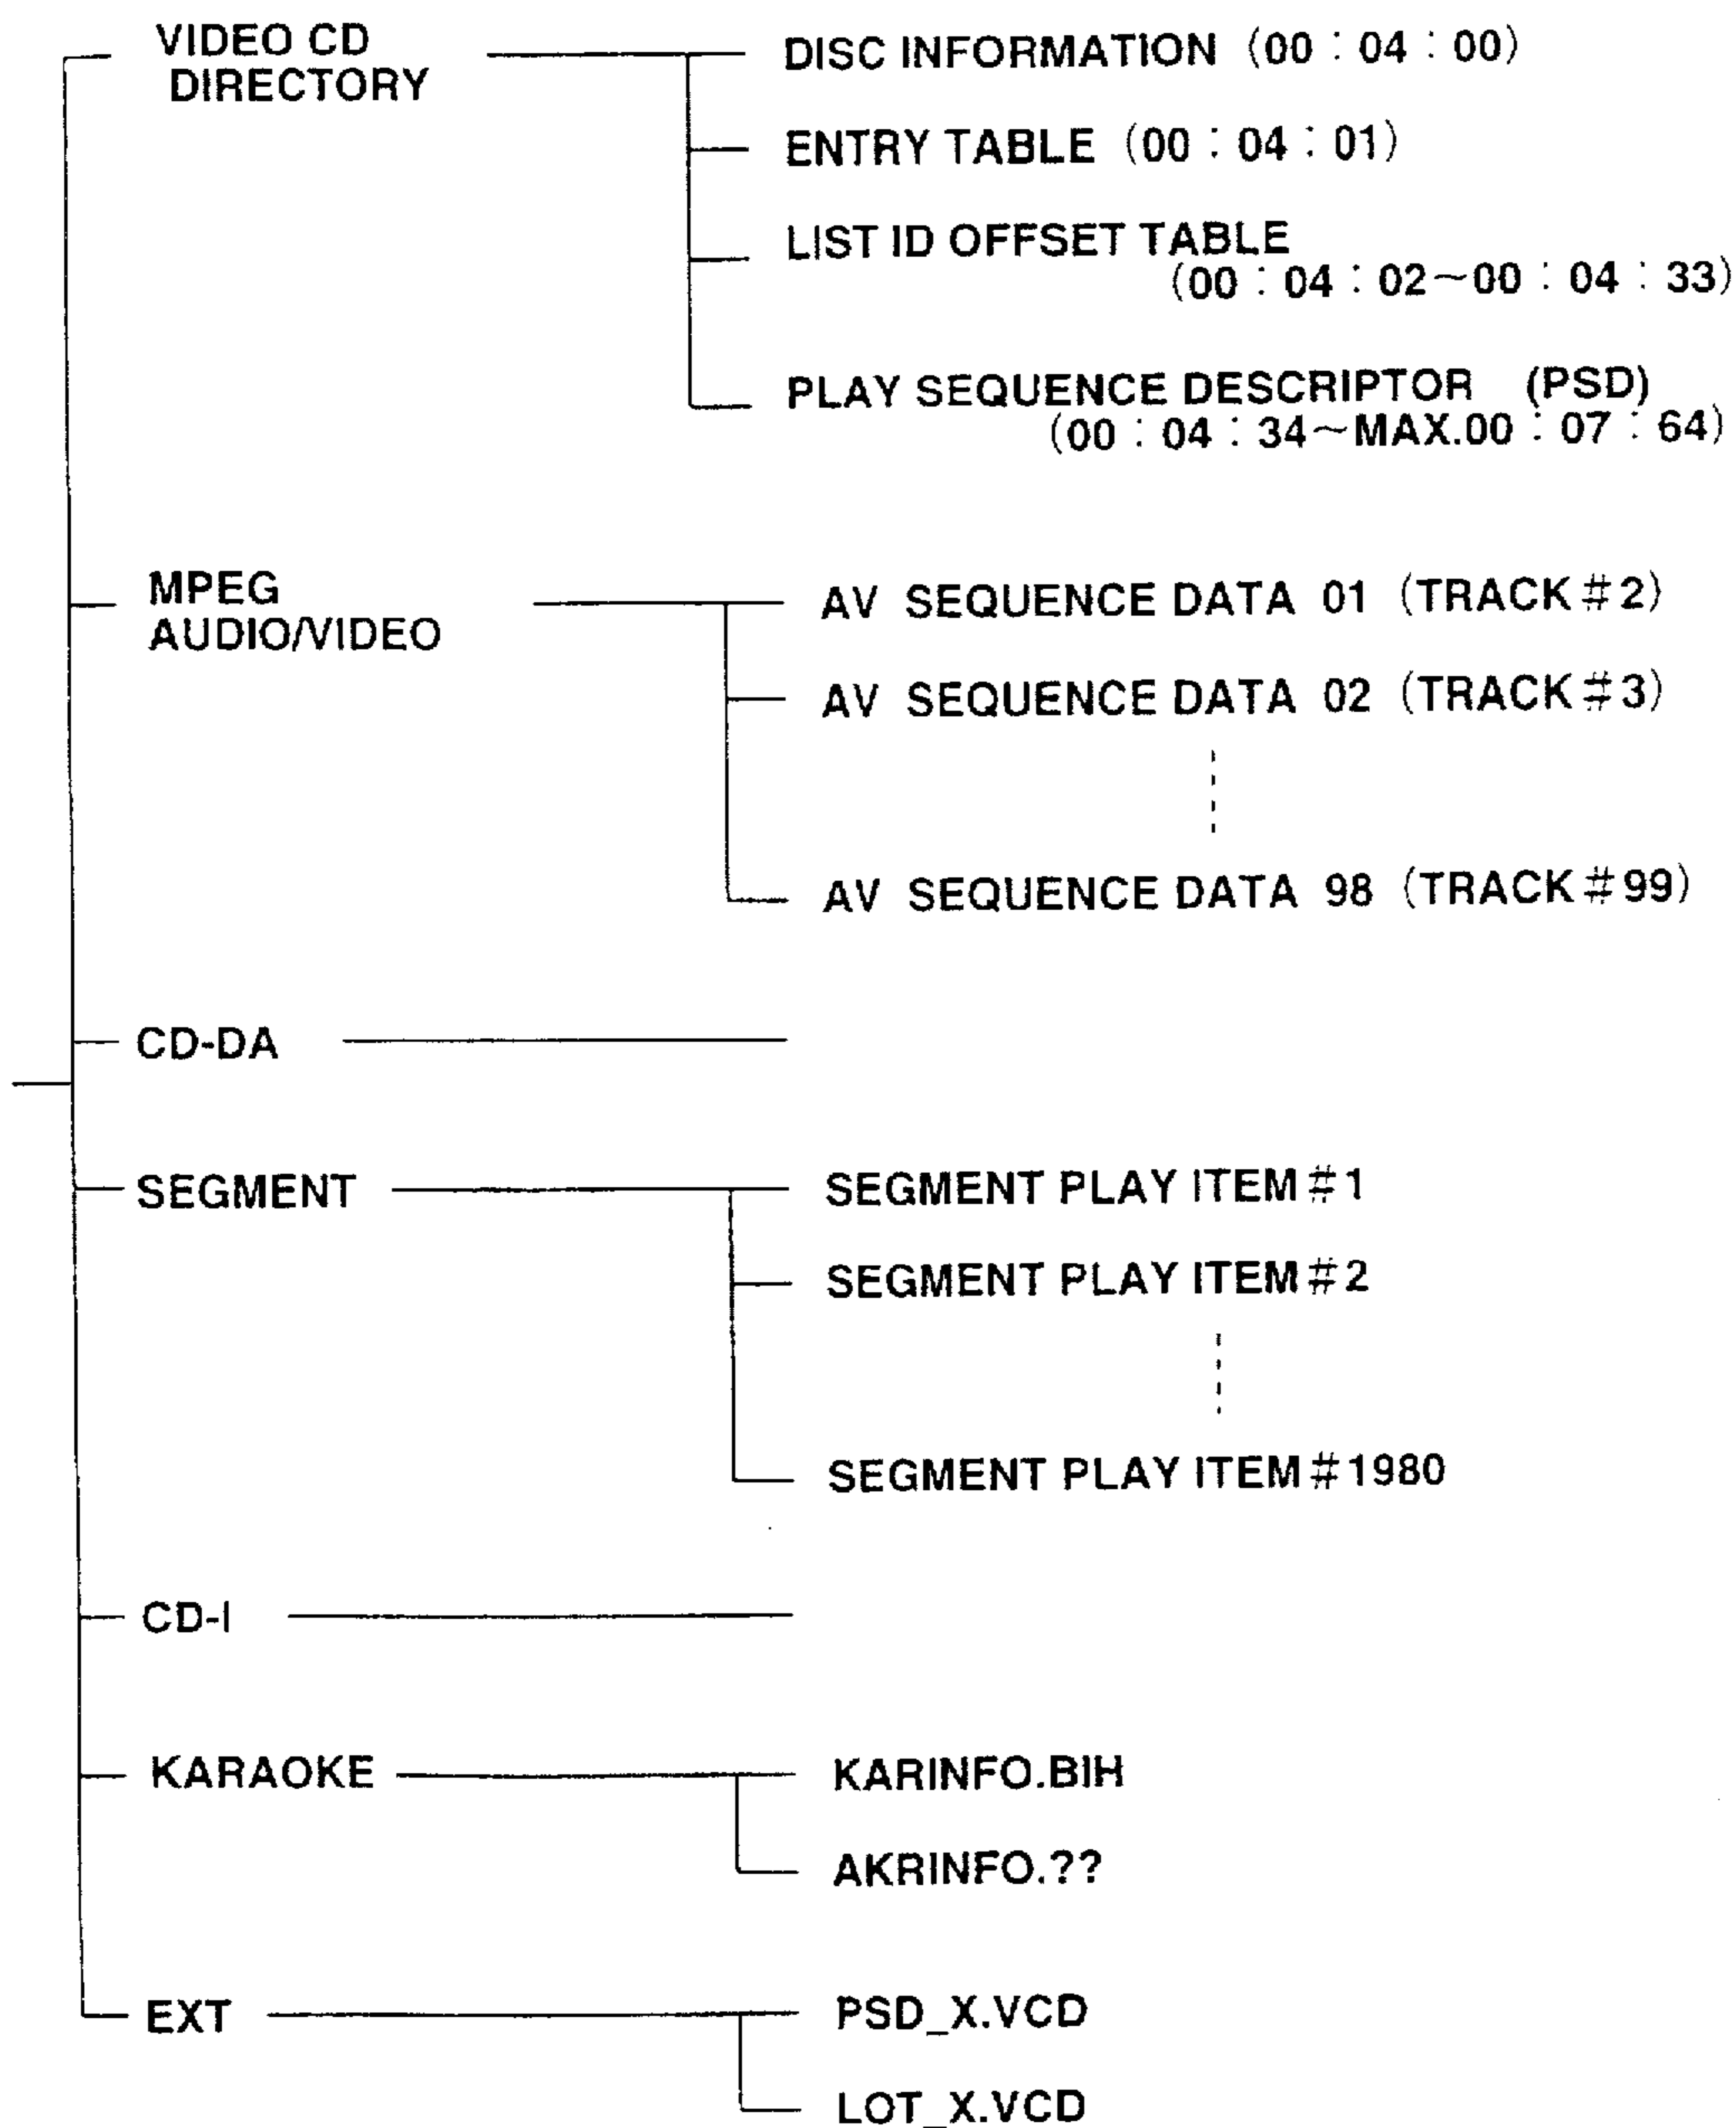 VIDEO CD
DIRECTORY
DISC INFORMATION (00 : 04 : 00)
ENTRY TABLE (00 : 04 : 01)
LIST ID OFFSET TABLE
(00 : 04 : 02~00 : 04 : 33)
PLAY SEQUENCE DESCRIPTOR (PSD)
(00 : 04 : 34~MAX.00 : 07 : 64)
MPEG
AUDIO/VIDEO
AV SEQUENCE DATA 01 (TRACK#2)
AV SEQUENCE DATA 02 (TRACK#3)
AV SEQUENCE DATA 98 (TRACK#99)
CD-DA
SEGMENT
SEGMENT PLAY ITEM#1
SEGMENT PLAY ITEM#2
SEGMENT PLAY ITEM#1980
CD-I
KARAOKE
KARINFO.BIH
AKRINFO.??
EXT
PSD_X.VCD
LOT_X.VCD